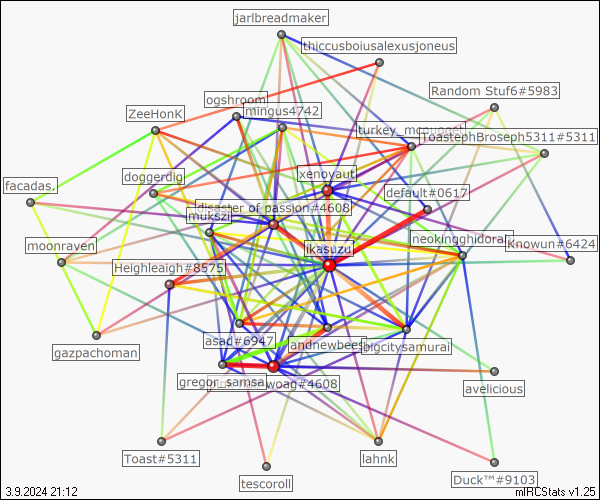 jarlbreadmaker
thiccusboiusalexusjoneus
Random Stuf6#5983
ogshroom
ZeeHonK
mingus4742
turkey_mcnugget
ToastephBroseph5311#5311
xenoyaut
doggerdig
facadas.
default#0617
disaster of passion#4608
mukszi
neokingghidorah
Knowun#6424
moonraven
ikasuzu
Heighleaigh#8575
asac#6947
andnewbees
bigcitysamurai
gazpachoman
gregor_samsa
woag#4608
avelicious
Toast#5311
lahnk
tescoroll
Duck™#9103
3.9.2024 21:12
mIRCStats v1.25